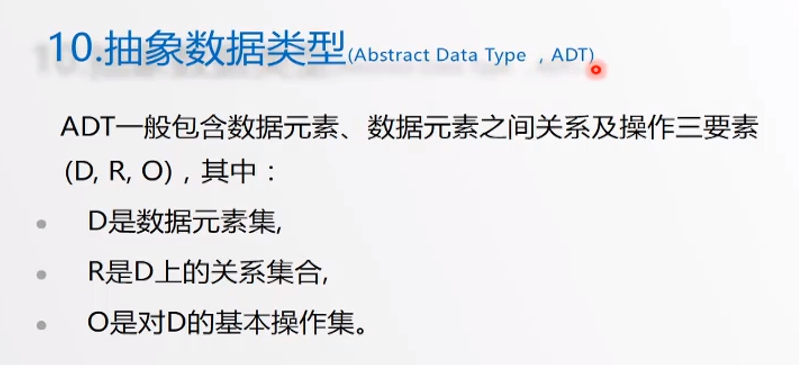 10.抽象数据类型(Abstract Data Type ，ADT)
ADT一般包含数据元素、数据元素之间关系及操作三要素
(D, R, O)，其中：
D是数据元素集,
R是D上的关系集合,
O是对D的基本操作集。